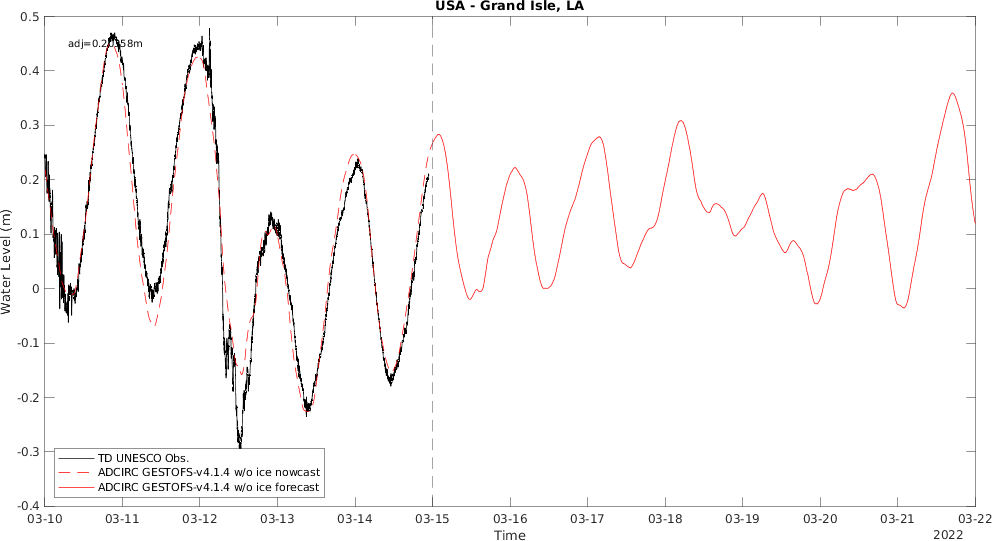 USA - Grand Isle, LA
0.5
0.4
0.3
0.2
0.1
0
-0.1
-0.2
-0.3
-0.4
Water Level (m)
adj=0.20358m
TD UNESCO Obs.
ADCIRC GESTOFS-v4.1.4 w/o ice nowcast
ADCIRC GESTOFS-v4.1.4 w/o ice forecast
03-10 03-11 03-12 03-13 03-14 03-15 03-16 03-17 03-18 03-19 03-20 03-21 03-22
Time
2022